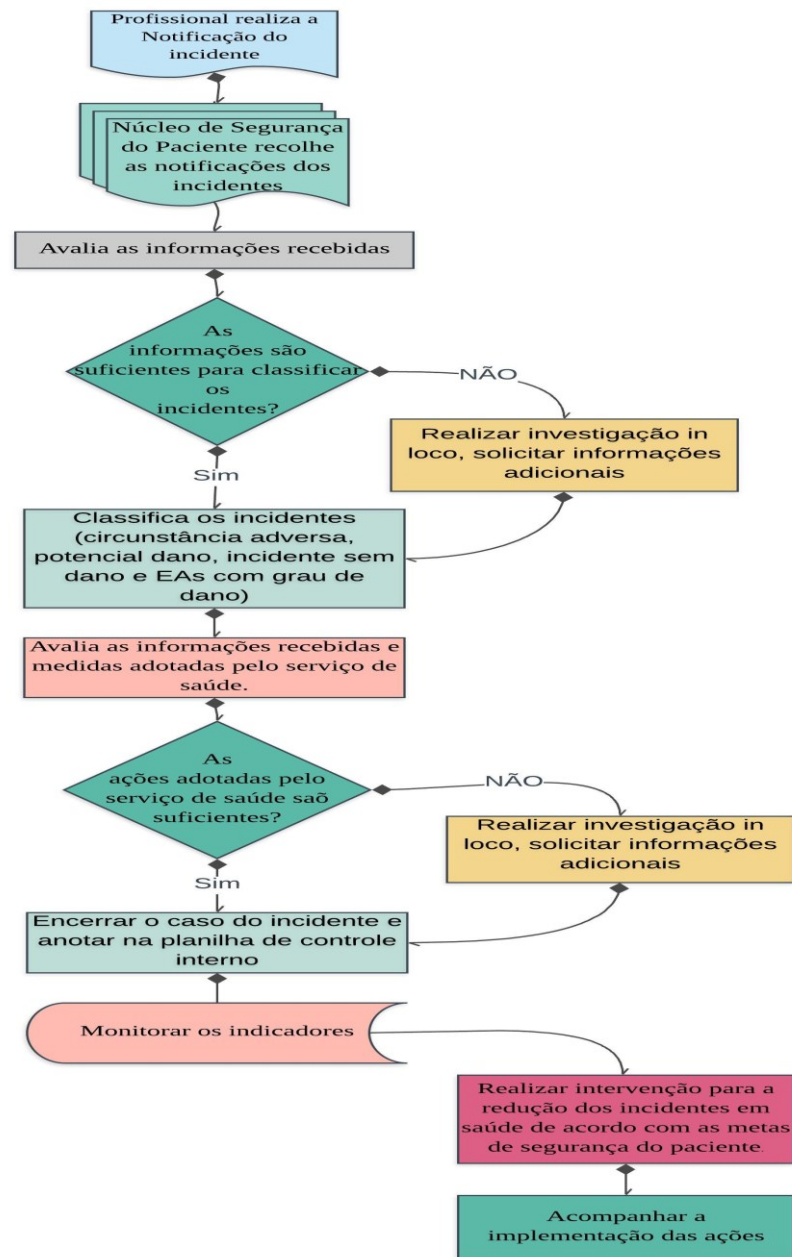 Profissional realiza a
Notificação do
incidente
Núcleo de Segurança
do Paciente recolhe
as notificações dos
incidentes
Avalia as informações recebidas
As
informações são
suficientes para classificar
os
incidentes?
NÃO
Realizar investigação in
loco, solicitar informações
adicionais
Sim
Classifica os incidentes
(circunstância adversa,
potencial dano, incidente sem
dano e EAs com grau de
dano)
Avalia as informações recebidas e
medidas adotadas pelo serviço de
saúde.
As
ações adotadas pelo
serviço de saúde saõ
suficientes?
NÃO
Realizar investigação in
loco, solicitar informações
adicionais
Sim
Encerrar o caso do incidente e
anotar na planilha de controle
interno
Monitorar os indicadores
Realizar intervenção para a
redução dos incidentes em
saúde de acordo com as metas
de segurança do paciente.
Acompanhar a
implementação das ações